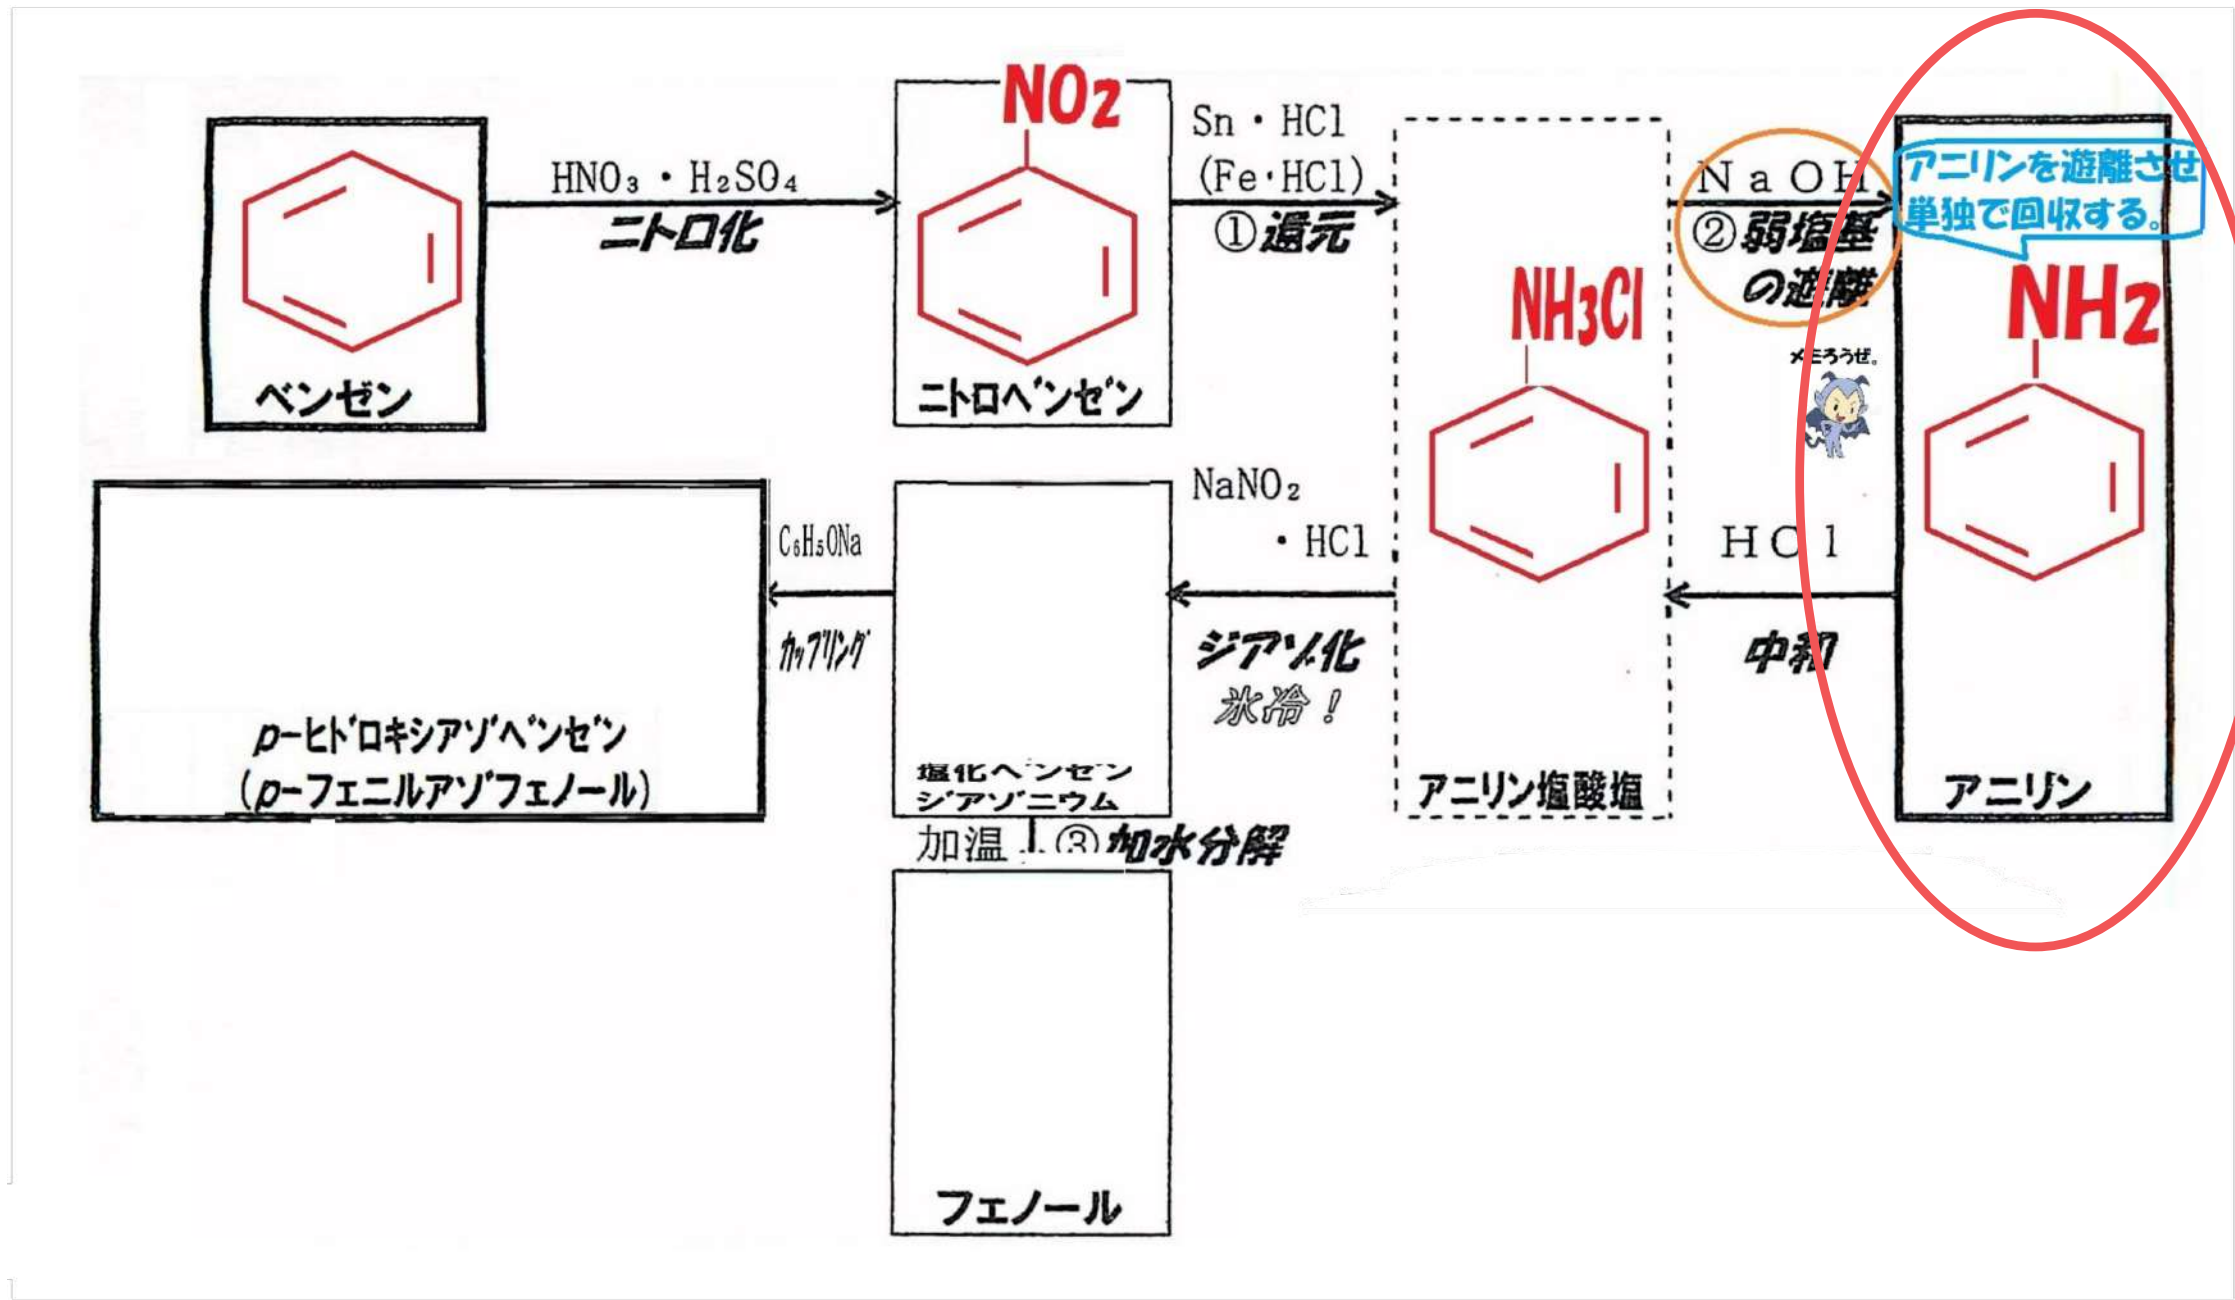 NO2
HNO₃・H₂SO₄
ニトロ化
Sn・HCl
(Fe・HCl)
①還元
NaOH
②弱塩基
の遊離
アニリンを遊離させ
単独で回収する。
ベンゼン
ニトロベンゼン
NH3Cl
NH2
メモろうぜ。
C₆H₅ONa
カップリング
NaNO₂
・HCl
ジアゾ化
氷冷！
HCl
中和
p-ヒドロキシアゾベンゼン
(p-フェニルアゾフェノール)
塩化ベンゼン
ジアゾニウム
アニリン塩酸塩
アニリン
加温
③加水分解
フェノール